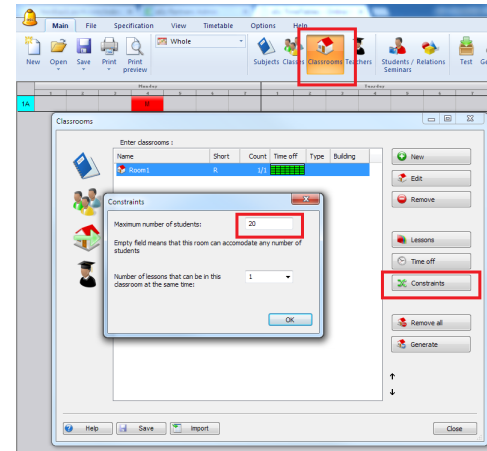 Main File Specification View Timetable Options Help
Whole
New Open Save Print Print preview Subjects Classes Classrooms Teachers Students / Seminars Relations Test
Monday
1A
Classrooms
Enter classrooms :
Name Short Count Time off Type Building
Room1 R 1/1
New
Edit
Remove
Lessons
Time off
Constraints
Remove all
Generate
Constraints
Maximum number of students: 20
Empty field means that this room can accomodate any number of
students
Number of lessons that can be in this
classroom at the same time: 1
OK
Help Save Import Close